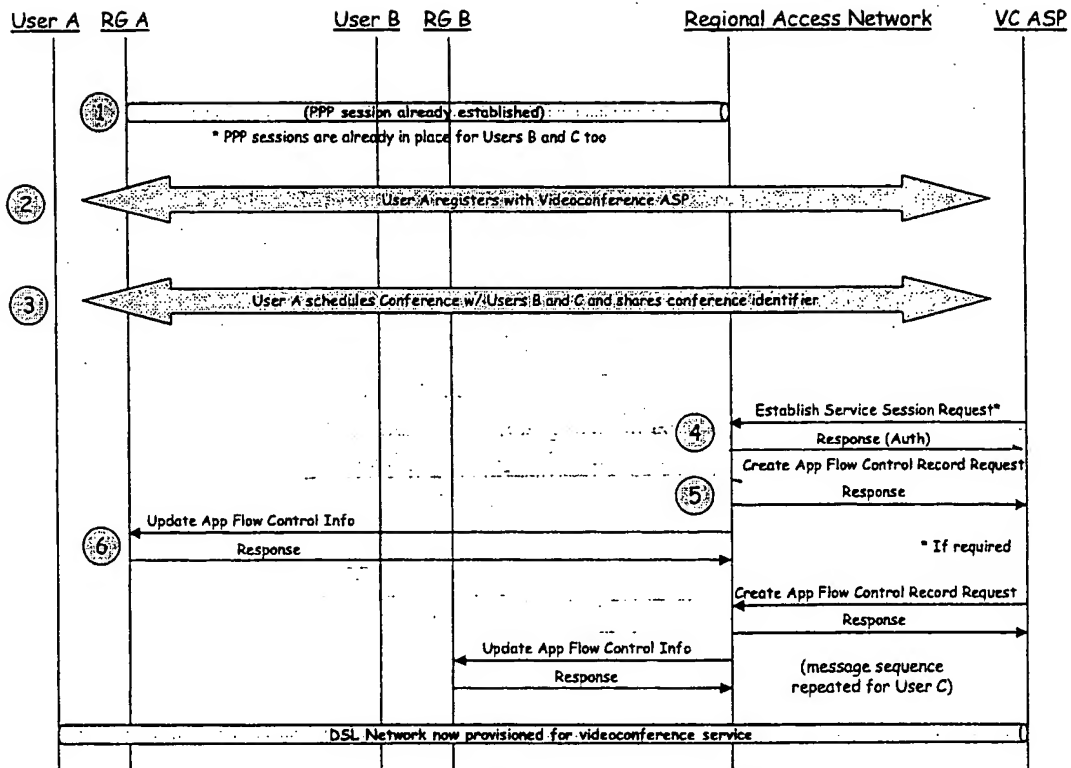 User A RG A User B RG B Regional Access Network VC ASP
1 (PPP session already established)
* PPP sessions are already in place for Users B and C too
2 User A registers with Videoconference ASP
3 User A schedules Conference w/ Users B and C and shares conference identifier
Establish Service Session Request*
4 Response (Auth)
Create App Flow Control Record Request
5 Response
Update App Flow Control Info
6 Response * If required
Create App Flow Control Record Request
Response
Update App Flow Control Info
Response (message sequence
repeated for User C)
DSL Network now provisioned for videoconference service